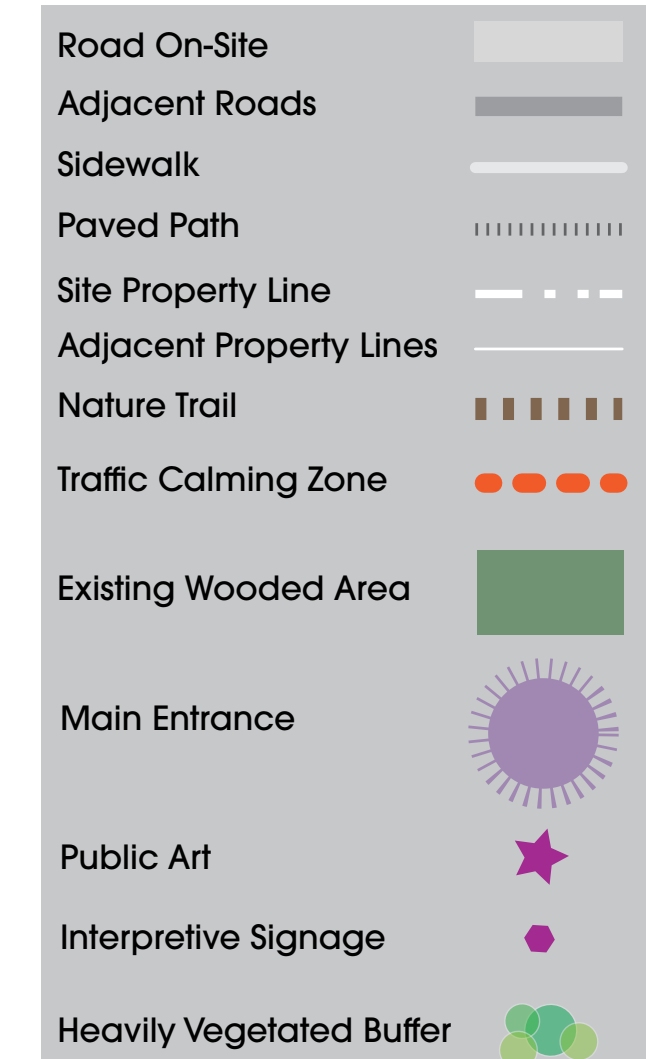 Road On-Site
Adjacent Roads
Sidewalk
Paved Path
Site Property Line
Adjacent Property Lines
Nature Trail
Traffic Calming Zone
Existing Wooded Area
Main Entrance
Public Art
Interpretive Signage
Heavily Vegetated Buffer